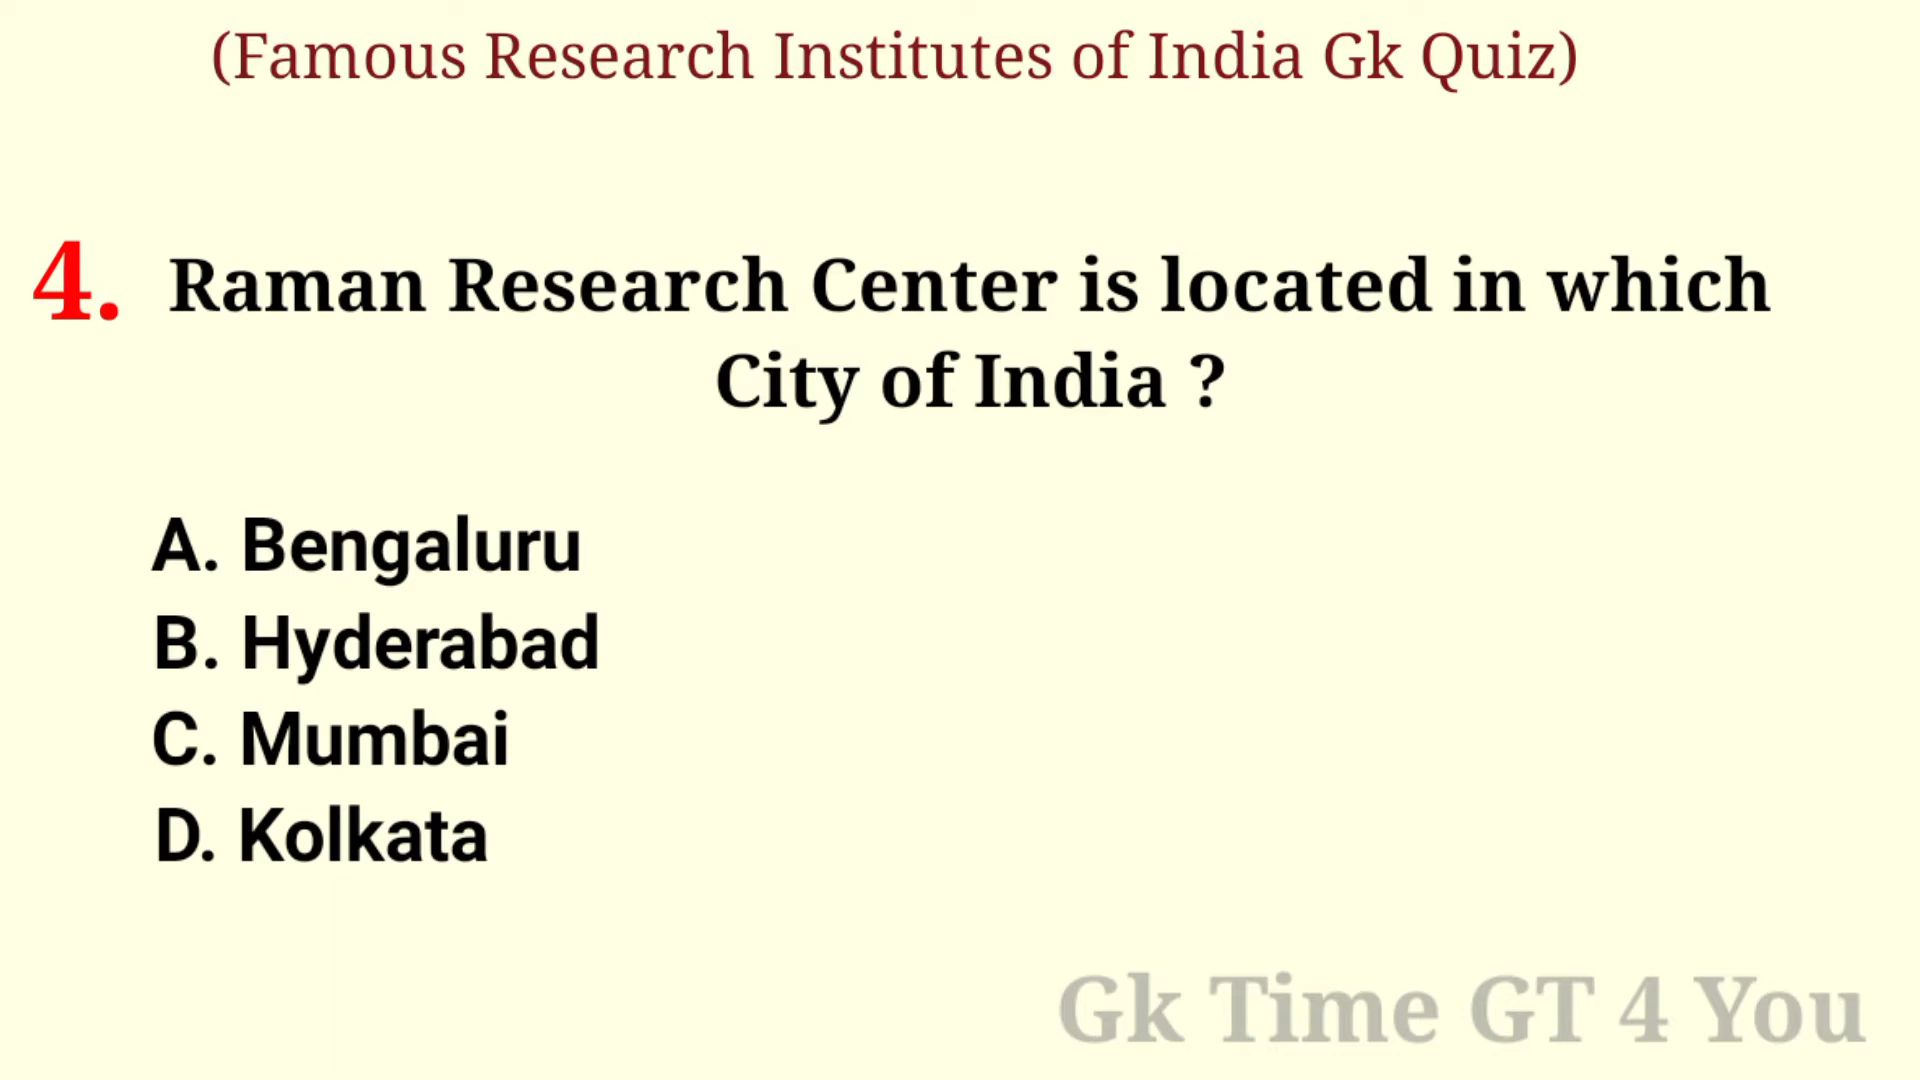 (Famous Research Institutes of India Gk Quiz)
4. Raman Research Center is located in which
City of India ?
A. Bengaluru
B. Hyderabad
C. Mumbai
D. Kolkata
Gk Time GT 4 You